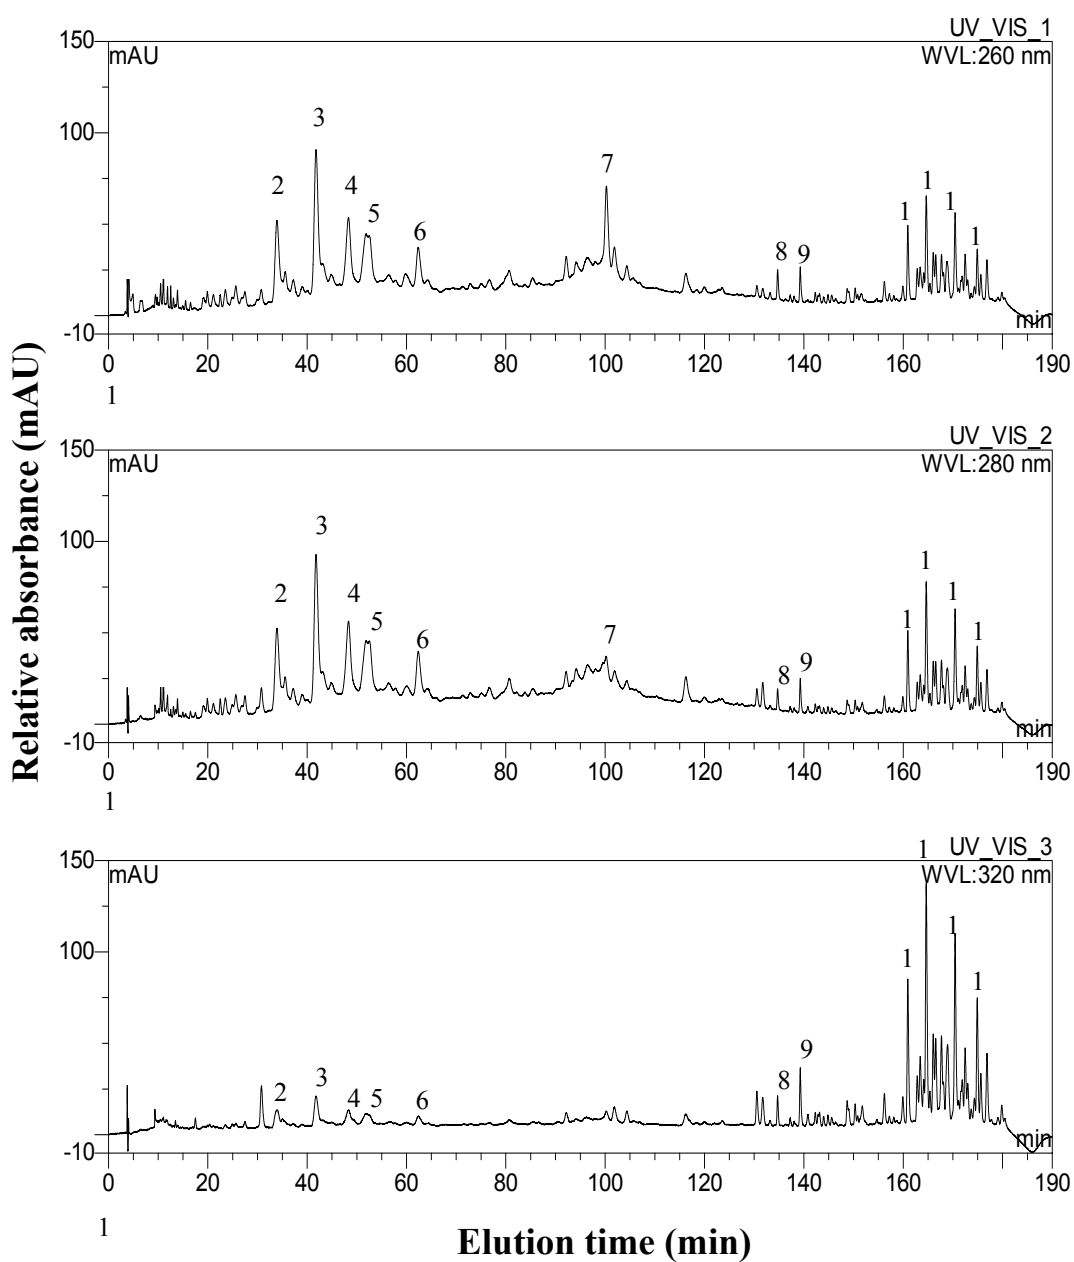 UV_VIS_1
150
mAU
WVL:260 nm
3
100
7
1
2
4
1
1
5
6
1
8
9
min
-10
0 20 40 60 80 100 120 140 160 190
1
UV_VIS_2
150
mAU
WVL:280 nm
3
100
1
2
4
1
5
7
1
6
1
9
8
min
-10
0 20 40 60 80 100 120 140 160 190
1
1
UV_VIS_3
150
mAU
WVL:320 nm
1
100
1
1
9
3
8
2
4
5
6
min
-10
0 20 40 60 80 100 120 140 160 190
1
Relative absorbance (mAU)
Elution time (min)